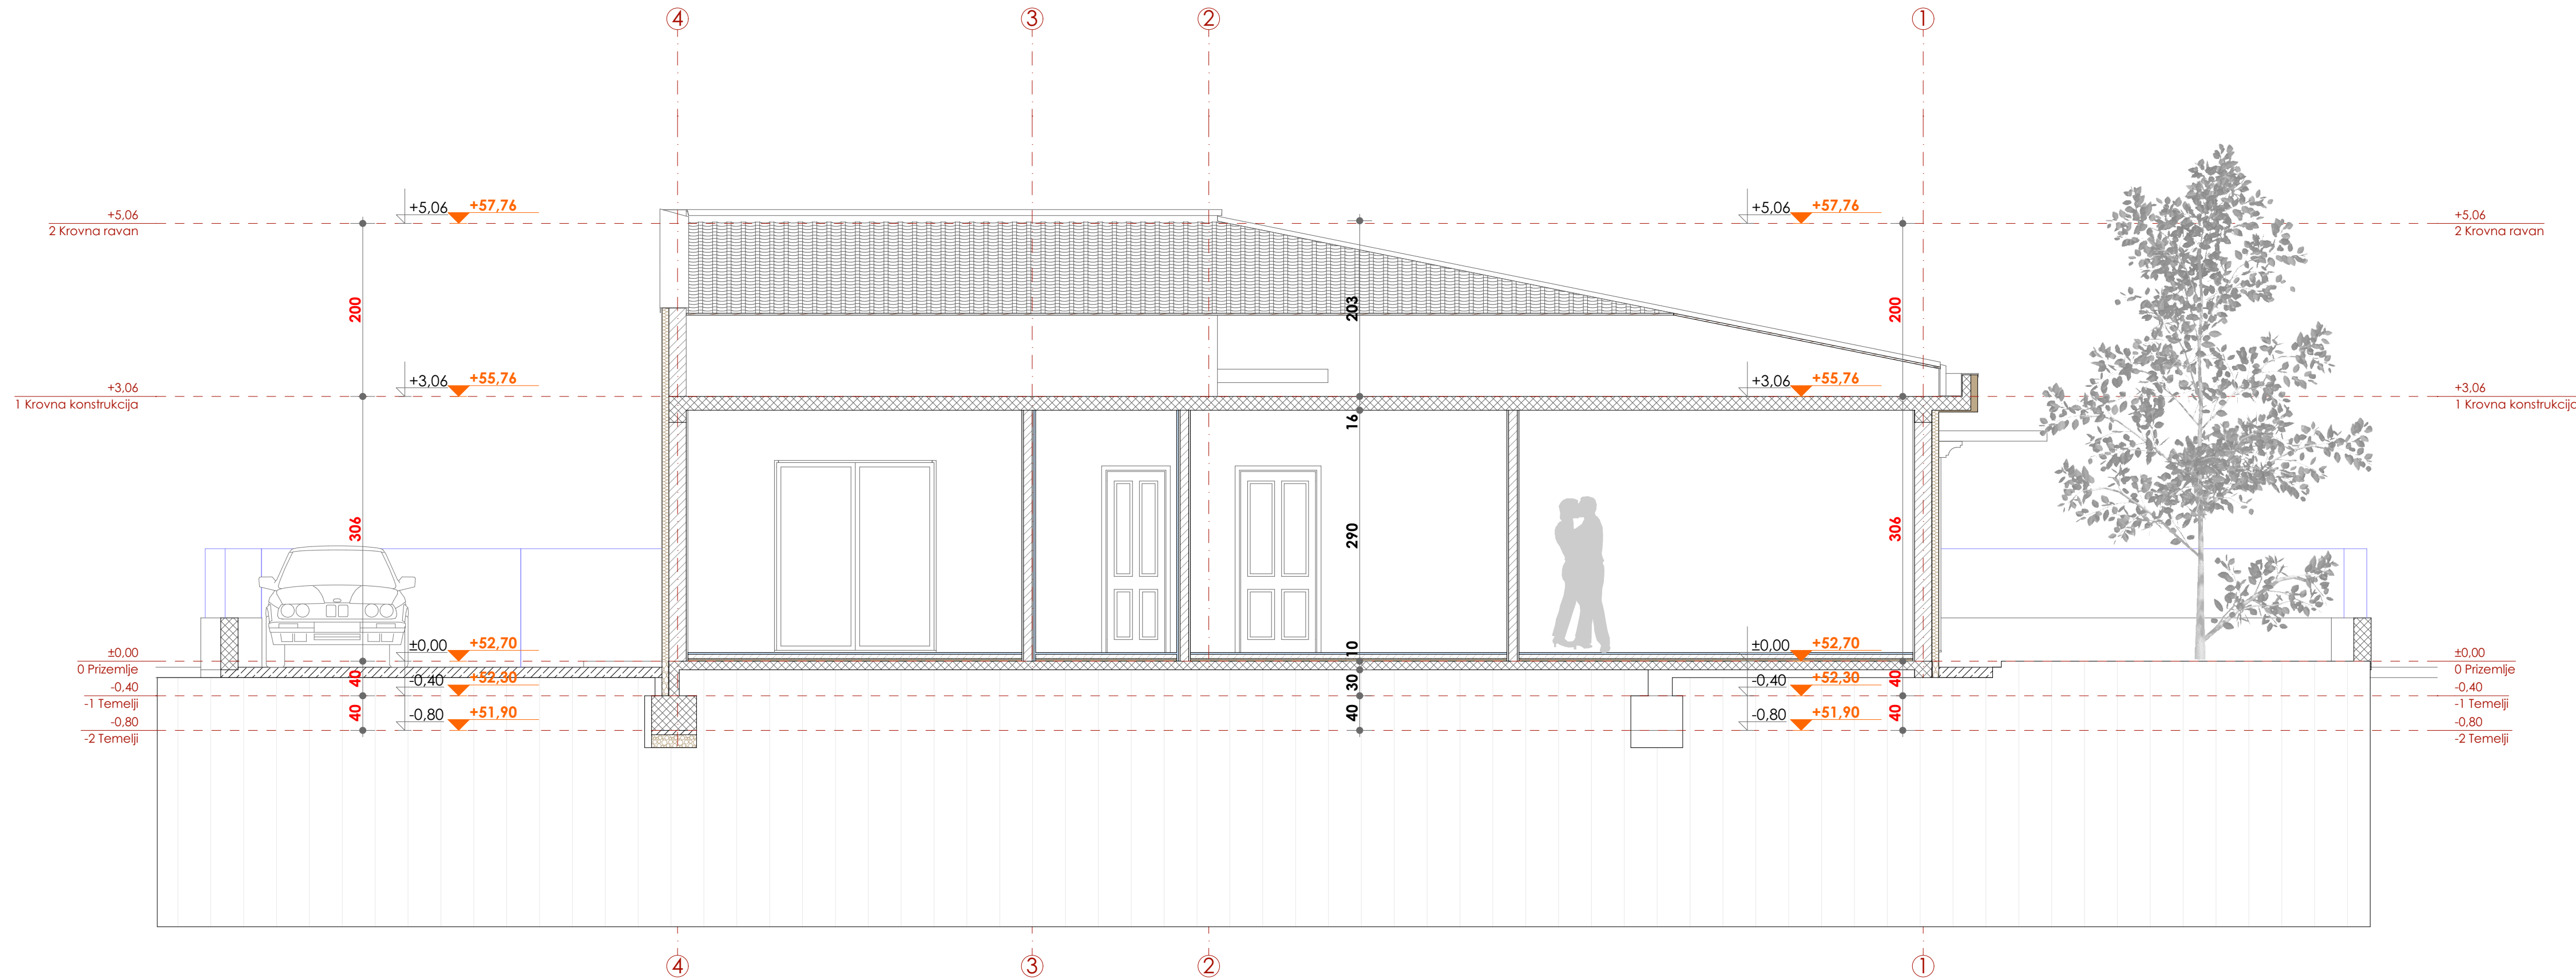 4 3 2 1
+5,06 +5,06 +57,76 +5,06 +57,76 +5,06
2 Krovna ravan 2 Krovna ravan
200 203 200
+3,06 +3,06 +55,76 +3,06 +55,76 +3,06
1 Krovna konstrukcija 1 Krovna konstrukcija
16
306 290 306
±0,00 ±0,00 +52,70 10 ±0,00 +52,70 ±0,00
0 Prizemlje 0 Prizemlje
40 30 40
-0,40 -0,40 +52,30 -0,40 +52,30 -0,40
-1 Temelji -1 Temelji
40 40 40
-0,80 -0,80 +51,90 -0,80 +51,90 -0,80
-2 Temelji -2 Temelji
4 3 2 1